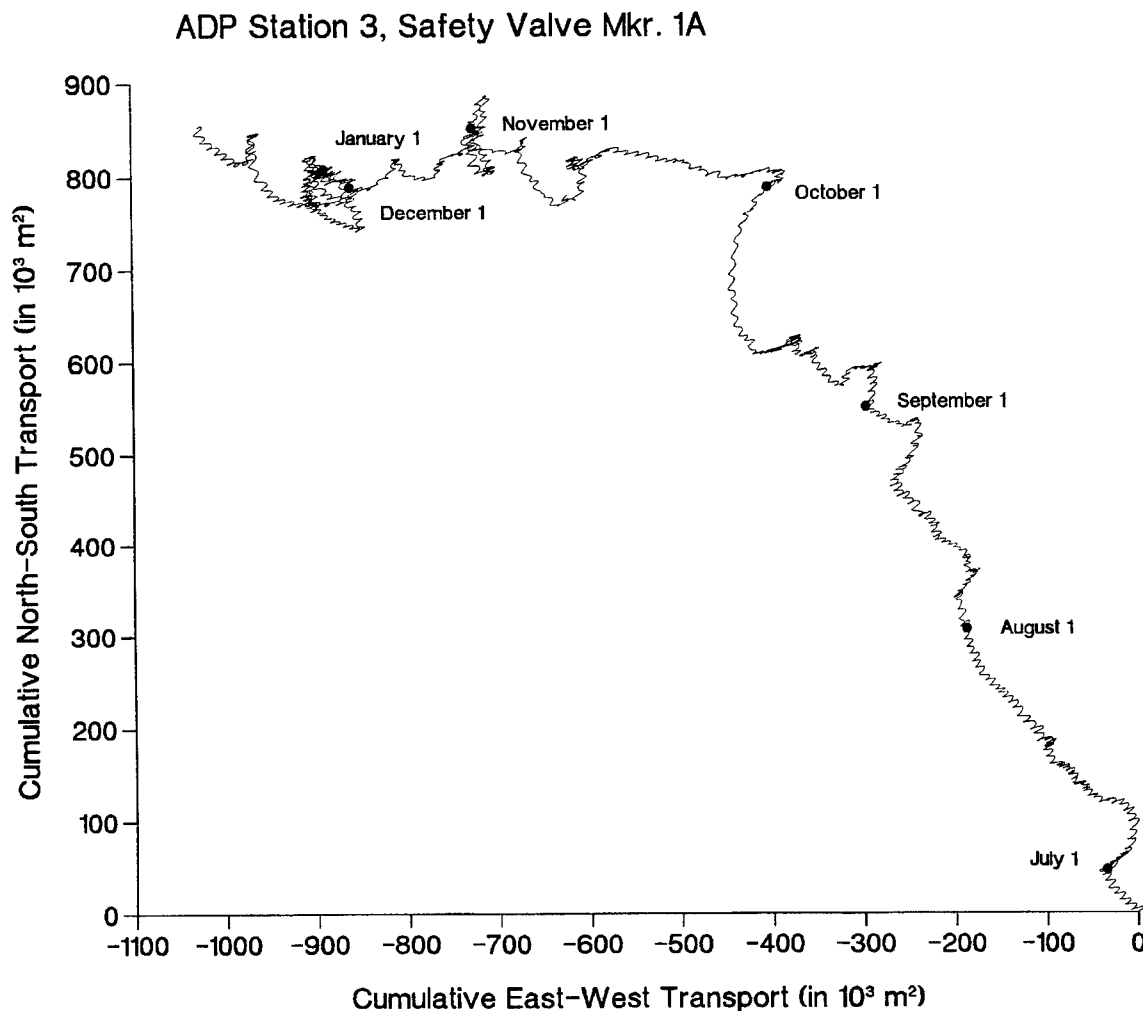 ADP Station 3, Safety Valve Mkr. 1A
Cumulative North-South Transport (in 10³ m²)
900
800
700
600
500
400
300
200
100
0
January 1
November 1
December 1
October 1
September 1
August 1
July 1
-1100 -1000 -900 -800 -700 -600 -500 -400 -300 -200 -100 0
Cumulative East-West Transport (in 10³ m²)